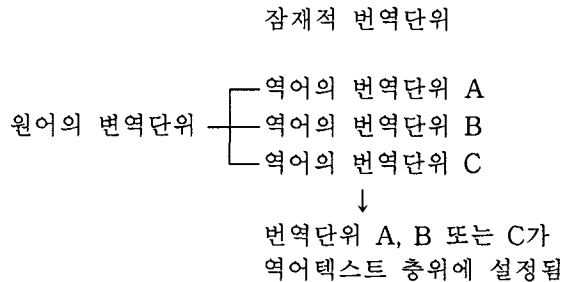 잠재적 번역단위
역어의 번역단위 A
원어의 변역단위 역어의 번역단위 B
역어의 번역단위 C
↓
번역단위 A, B 또는 C가
역어텍스트 층위에 설정됨